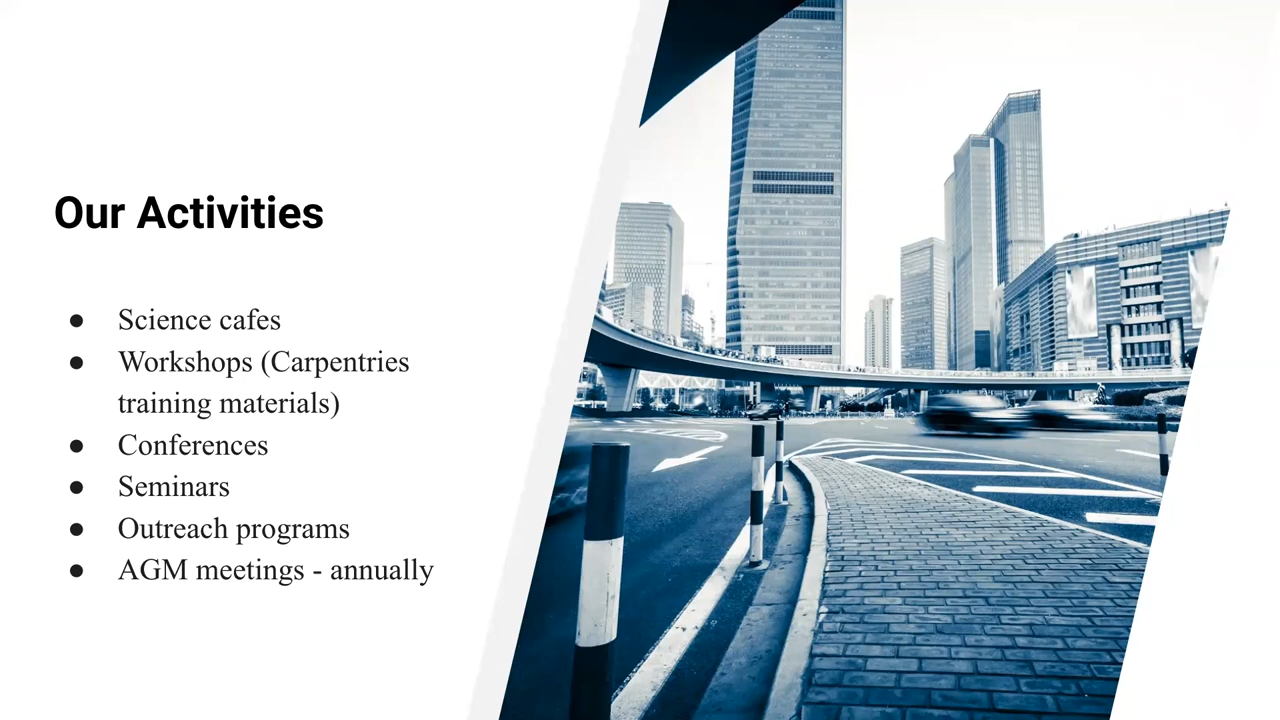 Our Activities
● Science cafes
● Workshops (Carpentries
training materials)
● Conferences
● Seminars
● Outreach programs
● AGM meetings - annually